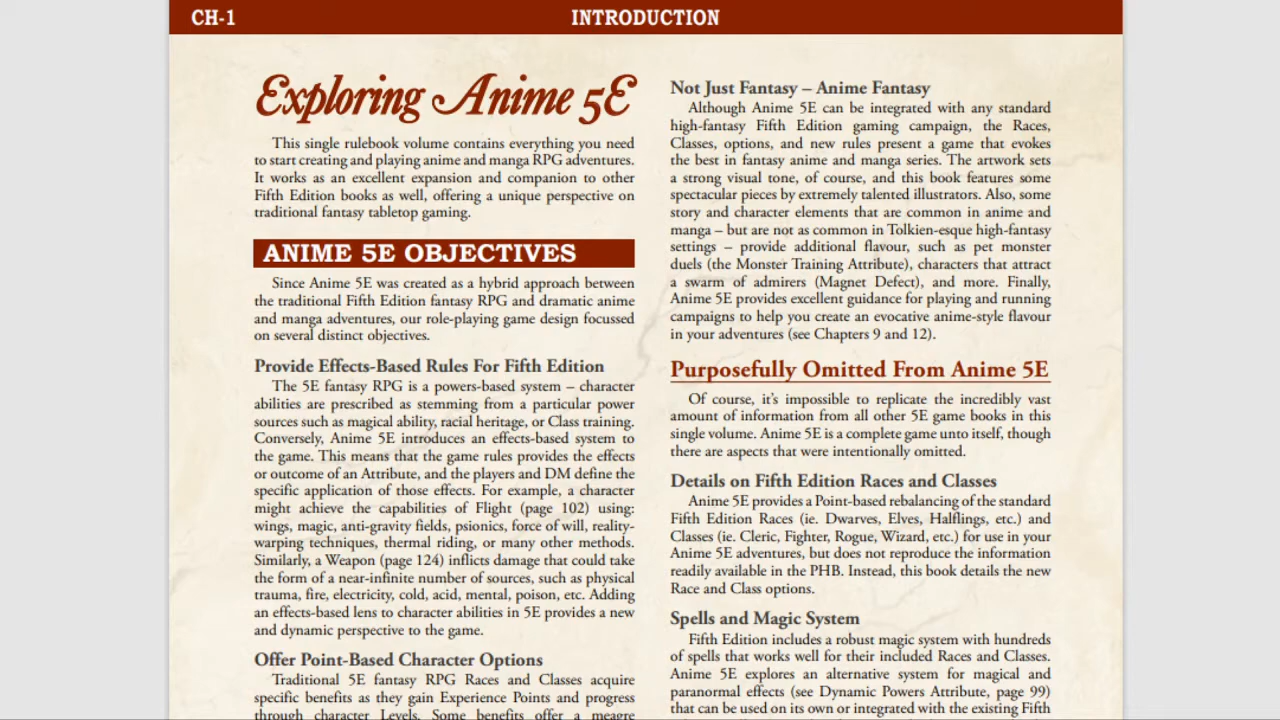 CH-1
INTRODUCTION
Exploring Anime 5E
This single rulebook volume contains everything you need
to start creating and playing anime and manga RPG adventures.
It works as an excellent expansion and companion to other
Fifth Edition books as well, offering a unique perspective on
traditional fantasy tabletop gaming.
ANIME 5E OBJECTIVES
Since Anime 5E was created as a hybrid approach between
the traditional Fifth Edition fantasy RPG and dramatic anime
and manga adventures, our role-playing game design focussed
on several distinct objectives.
Provide Effects-Based Rules For Fifth Edition
The 5E fantasy RPG is a powers-based system – character
abilities are prescribed as stemming from a particular power
sources such as magical ability, racial heritage, or Class training.
Conversely, Anime 5E introduces an effects-based system to
the game. This means that the game rules provides the effects
or outcome of an Attribute, and the players and DM define the
specific application of those effects. For example, a character
might achieve the capabilities of Flight (page 102) using:
wings, magic, anti-gravity fields, psionics, force of will, reality-
warping techniques, thermal riding, or many other methods.
Similarly, a Weapon (page 124) inflicts damage that could take
the form of a near-infinite number of sources, such as physical
trauma, fire, electricity, cold, acid, mental, poison, etc. Adding
an effects-based lens to character abilities in 5E provides a new
and dynamic perspective to the game.
Offer Point-Based Character Options
Traditional 5E fantasy RPG Races and Classes acquire
specific benefits as they gain Experience Points and progress
through character Levels. Some benefits offer a meagre
Not Just Fantasy – Anime Fantasy
Although Anime 5E can be integrated with any standard
high-fantasy Fifth Edition gaming campaign, the Races,
Classes, options, and new rules present a game that evokes
the best in fantasy anime and manga series. The artwork sets
a strong visual tone, of course, and this book features some
spectacular pieces by extremely talented illustrators. Also, some
story and character elements that are common in anime and
manga – but are not as common in Tolkien-esque high-fantasy
settings – provide additional flavour, such as pet monster
duels (the Monster Training Attribute), characters that attract
a swarm of admirers (Magnet Defect), and more. Finally,
Anime 5E provides excellent guidance for playing and running
campaigns to help you create an evocative anime-style flavour
in your adventures (see Chapters 9 and 12).
Purposefully Omitted From Anime 5E
Of course, it's impossible to replicate the incredibly vast
amount of information from all other 5E game books in this
single volume. Anime 5E is a complete game unto itself, though
there are aspects that were intentionally omitted.
Details on Fifth Edition Races and Classes
Anime 5E provides a Point-based rebalancing of the standard
Fifth Edition Races (ie. Dwarves, Elves, Halflings, etc.) and
Classes (ie. Cleric, Fighter, Rogue, Wizard, etc.) for use in your
Anime 5E adventures, but does not reproduce the information
readily available in the PHB. Instead, this book details the new
Race and Class options.
Spells and Magic System
Fifth Edition includes a robust magic system with hundreds
of spells that works well for their included Races and Classes.
Anime 5E explores an alternative system for magical and
paranormal effects (see Dynamic Powers Attribute, page 99)
that can be used on its own or integrated with the existing Fifth